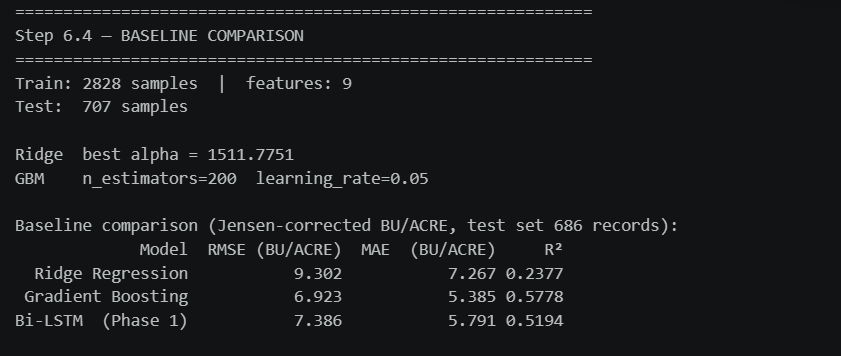 ============================================================
Step 6.4 — BASELINE COMPARISON
============================================================
Train: 2828 samples  |  features: 9
Test:  707 samples
Ridge  best alpha = 1511.7751
GBM    n_estimators=200  learning_rate=0.05
Baseline comparison (Jensen-corrected BU/ACRE, test set 686 records):
             Model  RMSE (BU/ACRE)  MAE  (BU/ACRE)     R²
  Ridge Regression           9.302           7.267 0.2377
 Gradient Boosting           6.923           5.385 0.5778
Bi-LSTM  (Phase 1)           7.386           5.791 0.5194